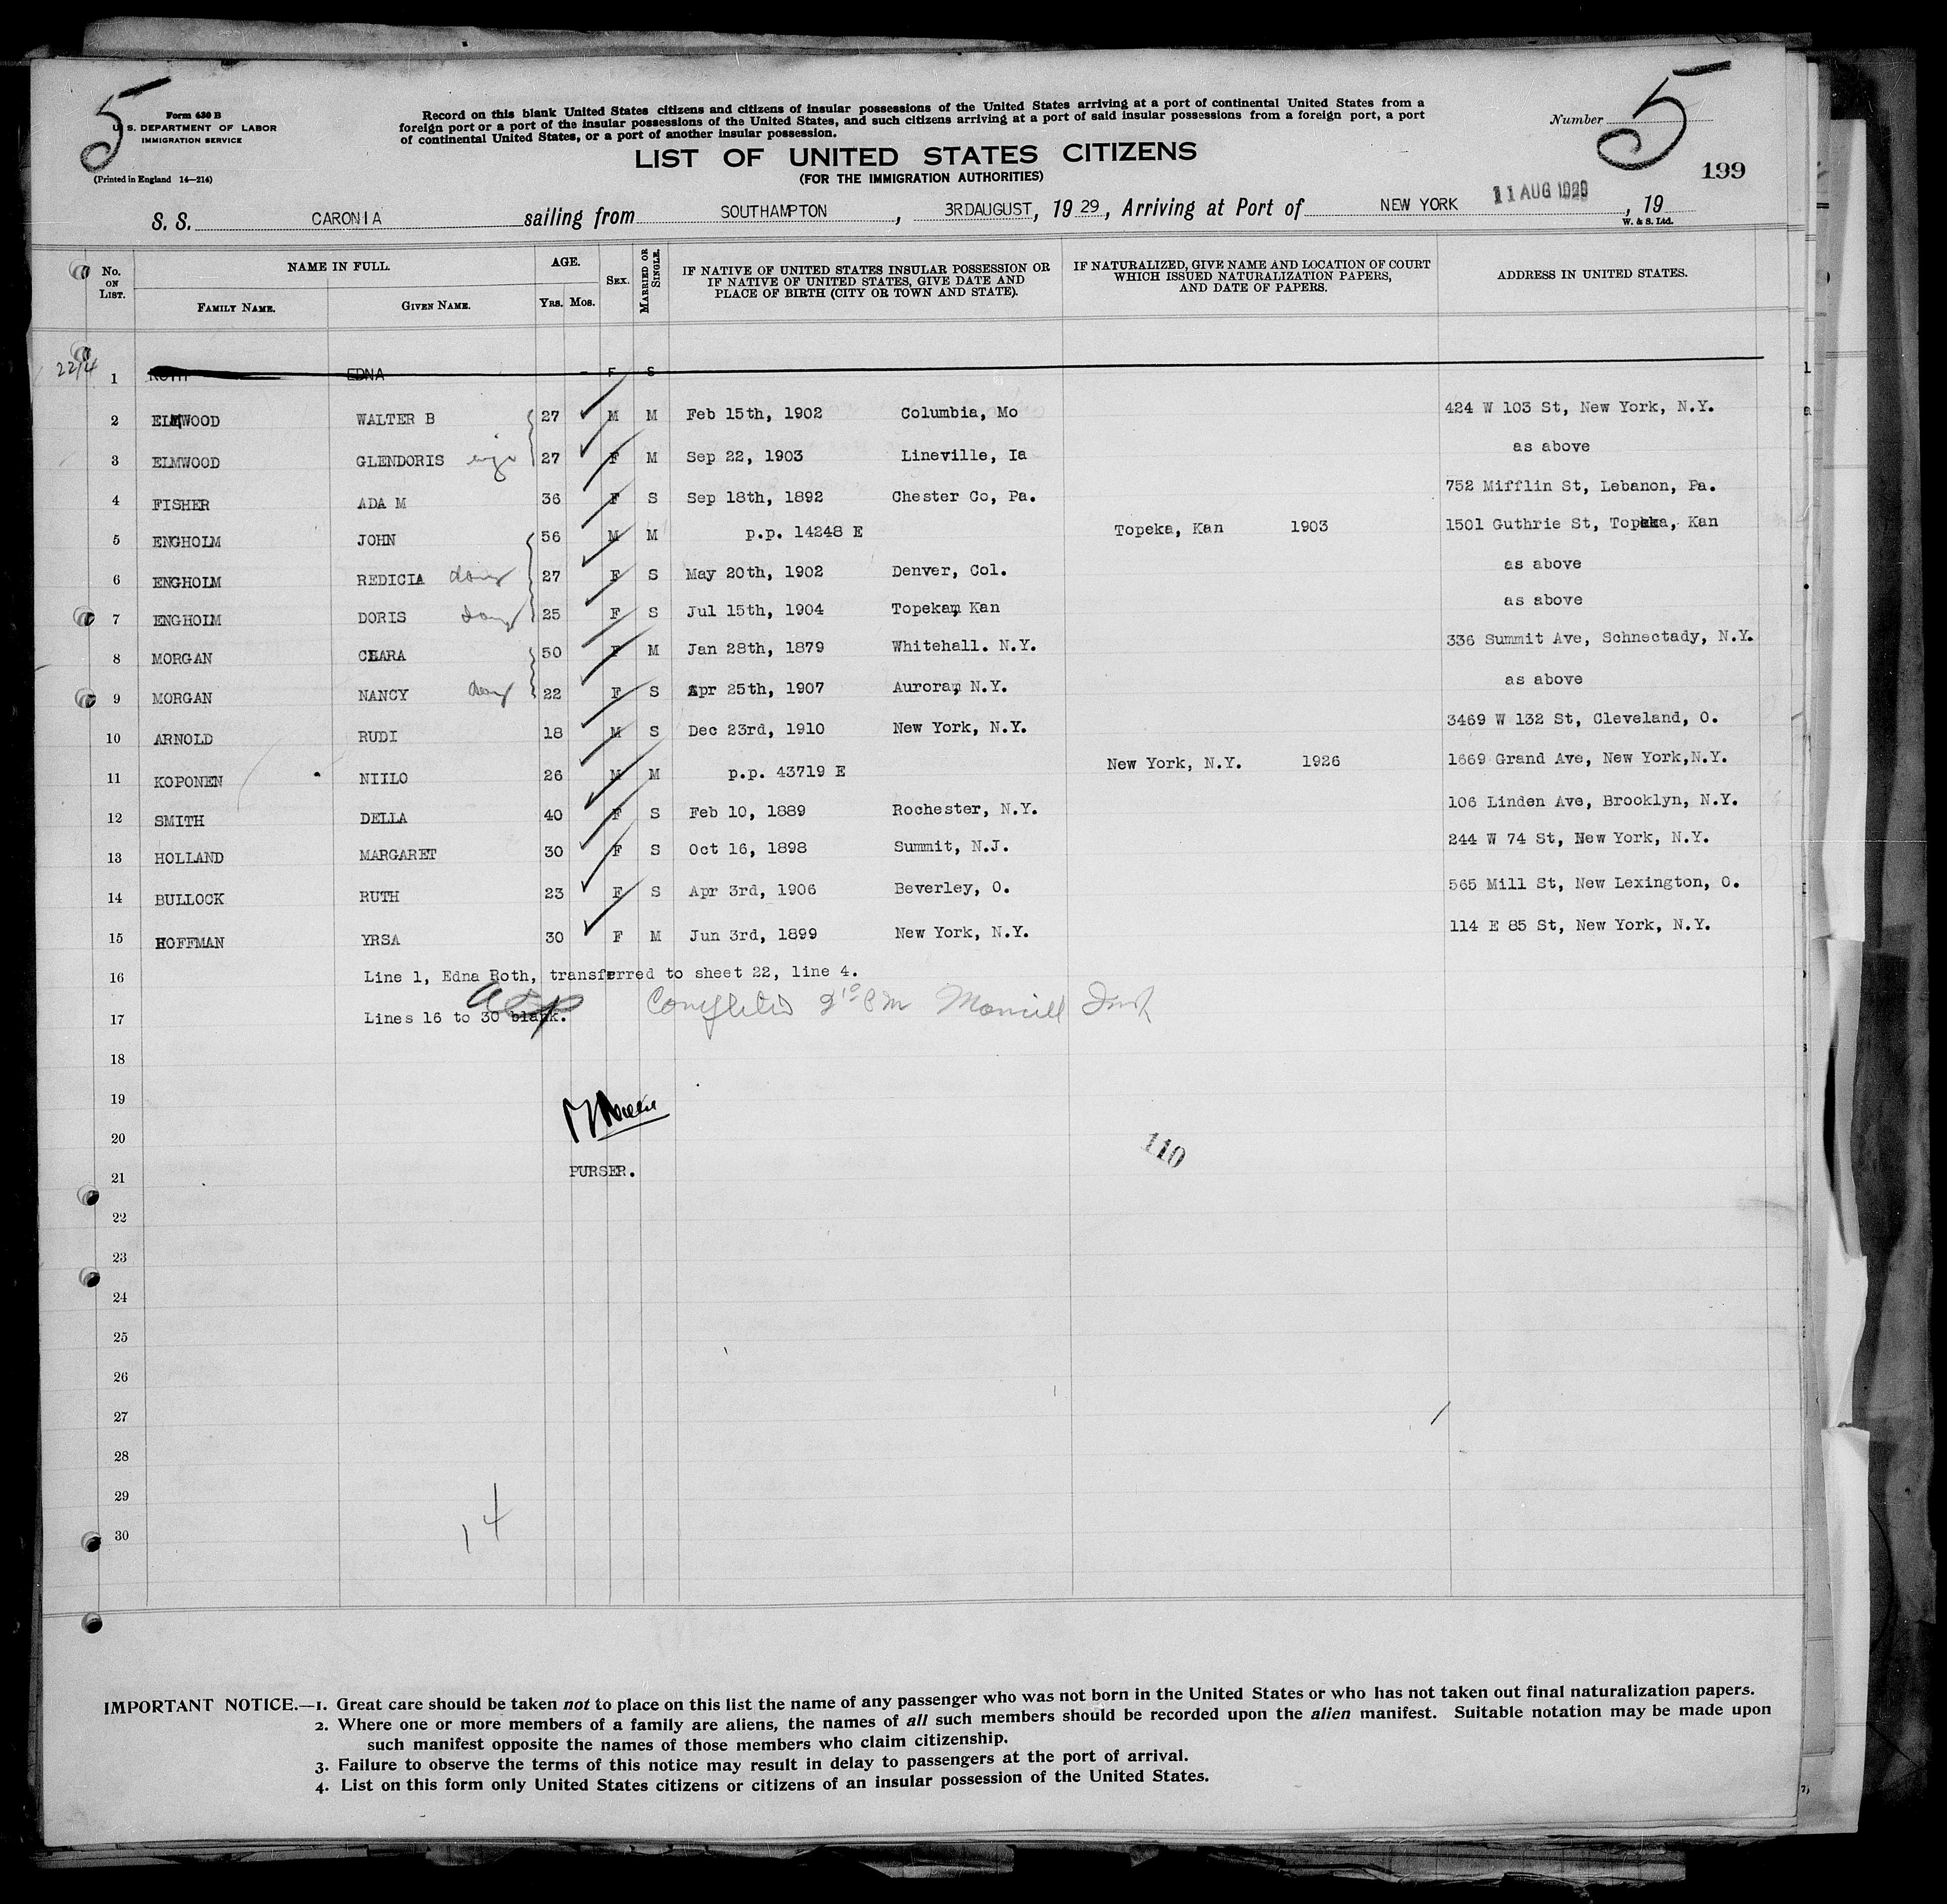 5
Form 630 B
U. S. DEPARTMENT OF LABOR
IMMIGRATION SERVICE
(Printed in England 14—214)
Record on this blank United States citizens and citizens of insular possessions of the United States arriving at a port of continental United States from a
foreign port or a port of the insular possessions of the United States, and such citizens arriving at a port of said insular possessions from a foreign port, a port
of continental United States, or a port of another insular possession.
Number 5
199
LIST OF UNITED STATES CITIZENS
(FOR THE IMMIGRATION AUTHORITIES)
S. S. CARONIA sailing from SOUTHAMPTON, 3RDAUGUST, 19 29, Arriving at Port of NEW YORK 11 AUG 1929, 19
W. & S. Ltd.
No. ON LIST. NAME IN FULL. FAMILY NAME. GIVEN NAME. AGE. YRS. MOS. SEX. MARRIED OR SINGLE. IF NATIVE OF UNITED STATES INSULAR POSSESSION OR IF NATIVE OF UNITED STATES, GIVE DATE AND PLACE OF BIRTH (CITY OR TOWN AND STATE). IF NATURALIZED, GIVE NAME AND LOCATION OF COURT WHICH ISSUED NATURALIZATION PAPERS, AND DATE OF PAPERS. ADDRESS IN UNITED STATES.
22/4 1 ROTH EDNA - F S 1
2 ELMWOOD WALTER B 27 M M Feb 15th, 1902 Columbia, Mo 424 W 103 St, New York, N.Y.
3 ELMWOOD GLENDORIS 27 F M Sep 22, 1903 Lineville, Ia as above
4 FISHER ADA M 36 F S Sep 18th, 1892 Chester Co, Pa. 752 Mifflin St, Lebanon, Pa.
5 ENGHOLM JOHN 56 M M p.p. 14248 E Topeka, Kan 1903 1501 Guthrie St, Topeka, Kan
6 ENGHOLM REDICIA daug 27 F S May 20th, 1902 Denver, Col. as above
7 ENGHOLM DORIS daug 25 F S Jul 15th, 1904 Topeka, Kan as above
8 MORGAN CLARA 50 F M Jan 28th, 1879 Whitehall. N.Y. 336 Summit Ave, Schnectady, N.Y.
9 MORGAN NANCY daug 22 F S Apr 25th, 1907 Aurora, N.Y. as above
10 ARNOLD RUDI 18 M S Dec 23rd, 1910 New York, N.Y. 3469 W 132 St, Cleveland, O.
11 KOPONEN NIILO 26 M M p.p. 43719 E New York, N.Y. 1926 1669 Grand Ave, New York,N.Y.
12 SMITH DELLA 40 F S Feb 10, 1889 Rochester, N.Y. 106 Linden Ave, Brooklyn, N.Y.
13 HOLLAND MARGARET 30 F S Oct 16, 1898 Summit, N.J. 244 W 74 St, New York, N.Y.
14 BULLOCK RUTH 23 F S Apr 3rd, 1906 Beverley, O. 565 Mill St, New Lexington, O.
15 HOFFMAN YRSA 30 F M Jun 3rd, 1899 New York, N.Y. 114 E 85 St, New York, N.Y.
16 Line 1, Edna Roth, transferred to sheet 22, line 4.
17 Lines 16 to 30 blank. Completed
18
19
20
110
21 PURSER.
22
23
24
25
26
27
28
29
14
30
IMPORTANT NOTICE.—1. Great care should be taken not to place on this list the name of any passenger who was not born in the United States or who has not taken out final naturalization papers.
2. Where one or more members of a family are aliens, the names of all such members should be recorded upon the alien manifest. Suitable notation may be made upon
such manifest opposite the names of those members who claim citizenship.
3. Failure to observe the terms of this notice may result in delay to passengers at the port of arrival.
4. List on this form only United States citizens or citizens of an insular possession of the United States.